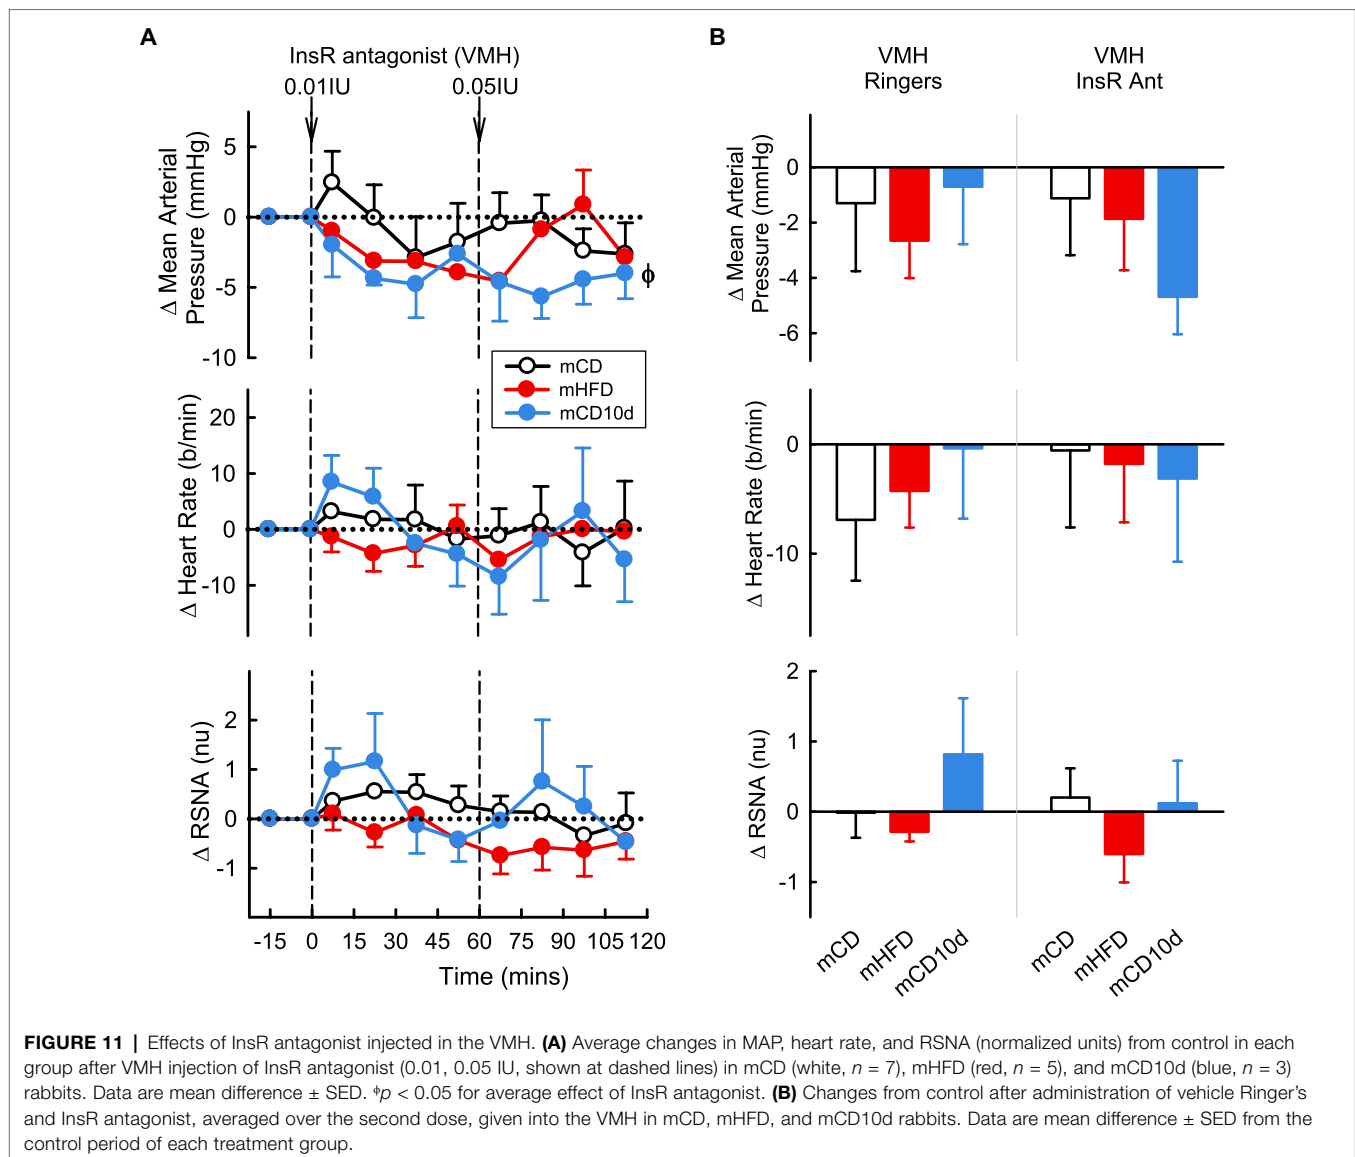 A
InsR antagonist (VMH)
0.01IU
0.05IU
5
0
-5
-10
Δ Mean Arterial
Pressure (mmHg)
ϕ
mCD
mHFD
mCD10d
20
10
0
-10
Δ Heart Rate (b/min)
2
1
0
-1
Δ RSNA (nu)
-15 0 15 30 45 60 75 90 105 120
Time (mins)
B
VMH
Ringers
VMH
InsR Ant
0
-2
-4
-6
Δ Mean Arterial
Pressure (mmHg)
0
-10
Δ Heart Rate (b/min)
2
1
0
-1
Δ RSNA (nu)
mCD
mHFD
mCD10d
mCD
mHFD
mCD10d
FIGURE 11 | Effects of InsR antagonist injected in the VMH. (A) Average changes in MAP, heart rate, and RSNA (normalized units) from control in each
group after VMH injection of InsR antagonist (0.01, 0.05 IU, shown at dashed lines) in mCD (white, n = 7), mHFD (red, n = 5), and mCD10d (blue, n = 3)
rabbits. Data are mean difference ± SED. ᶲp < 0.05 for average effect of InsR antagonist. (B) Changes from control after administration of vehicle Ringer's
and InsR antagonist, averaged over the second dose, given into the VMH in mCD, mHFD, and mCD10d rabbits. Data are mean difference ± SED from the
control period of each treatment group.